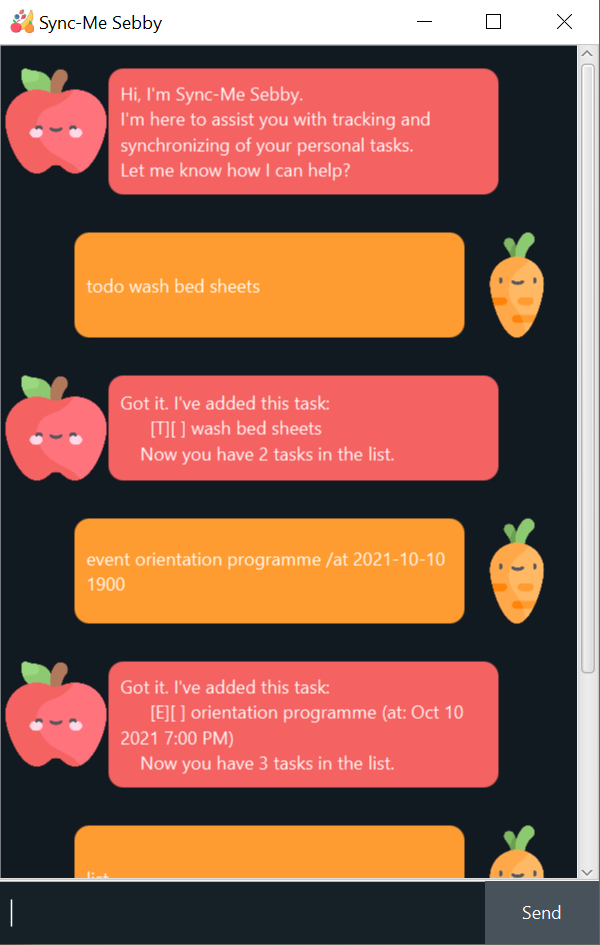 Sync-Me Sebby
Hi, I'm Sync-Me Sebby.
I'm here to assist you with tracking and
synchronizing of your personal tasks.
Let me know how I can help?
todo wash bed sheets
Got it. I've added this task:
[T][ ] wash bed sheets
Now you have 2 tasks in the list.
event orientation programme /at 2021-10-10
1900
Got it. I've added this task:
[E][ ] orientation programme (at: Oct 10
2021 7:00 PM)
Now you have 3 tasks in the list.
list
Send